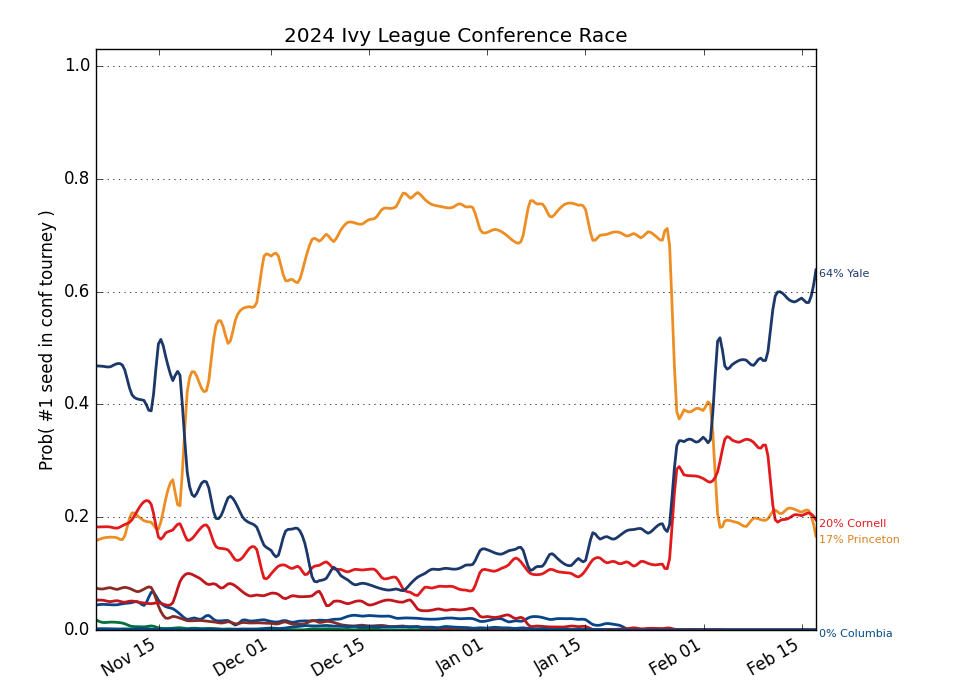 2024 Ivy League Conference Race
Prob( #1 seed in conf tourney )
1.0
0.8
0.6
0.4
0.2
0.0
64% Yale
20% Cornell
17% Princeton
0% Columbia
Nov 15
Dec 01
Dec 15
Jan 01
Jan 15
Feb 01
Feb 15